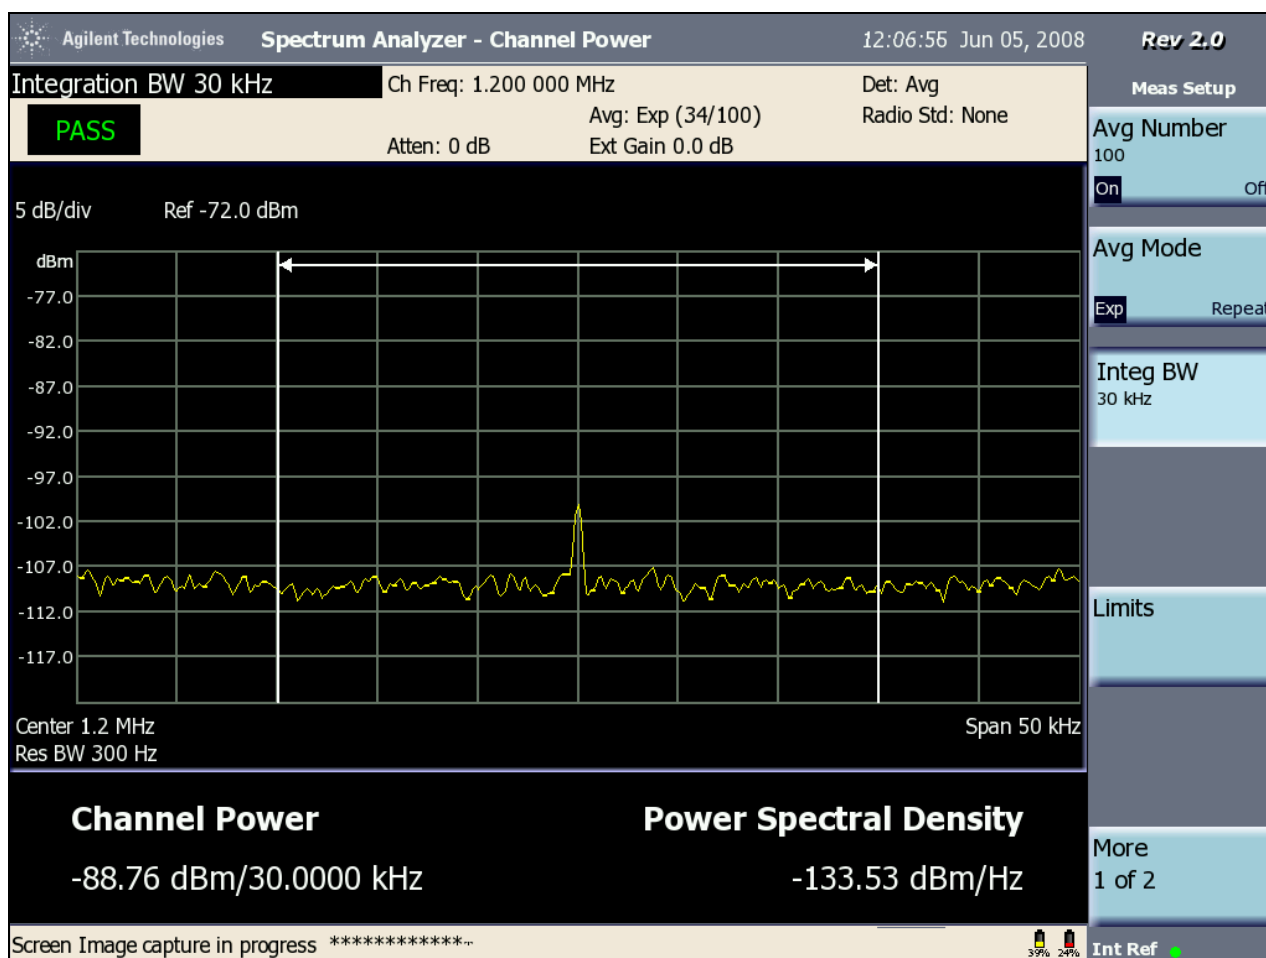 Agilent Technologies Spectrum Analyzer - Channel Power 12:06:56 Jun 05, 2008 Rev 2.0
Integration BW 30 kHz Ch Freq: 1.200 000 MHz Det: Avg Meas Setup
PASS Avg: Exp (34/100) Radio Std: None
Atten: 0 dB Ext Gain 0.0 dB
Avg Number
100
On Off
5 dB/div Ref -72.0 dBm
Avg Mode
Exp Repeat
dBm
-77.0
-82.0
-87.0
-92.0
-97.0
-102.0
-107.0
-112.0
-117.0
Integ BW
30 kHz
Limits
Center 1.2 MHz Span 50 kHz
Res BW 300 Hz
Channel Power Power Spectral Density
-88.76 dBm/30.0000 kHz -133.53 dBm/Hz
More
1 of 2
Screen Image capture in progress ************ 39% 24% Int Ref